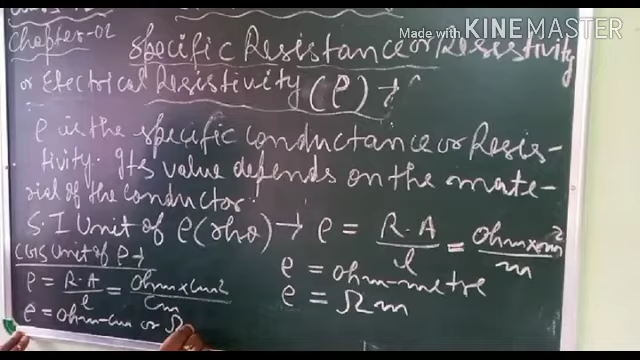 Made with KINEMASTER
Chapter-02
Specific Resistance or Resistivity
or Electrical Resistivity (ρ) →
ρ is the specific conductance or Resis-
tivity. Its value depends on the mate-
rial of the conductor.
S.I Unit of ρ(rho) → ρ = R.A/l = ohm×m²/m
ρ = ohm-metre
ρ = Ωm
CGS Unit of ρ →
ρ = R.A/l = ohm×cm²/cm
ρ = ohm-cm or Ω